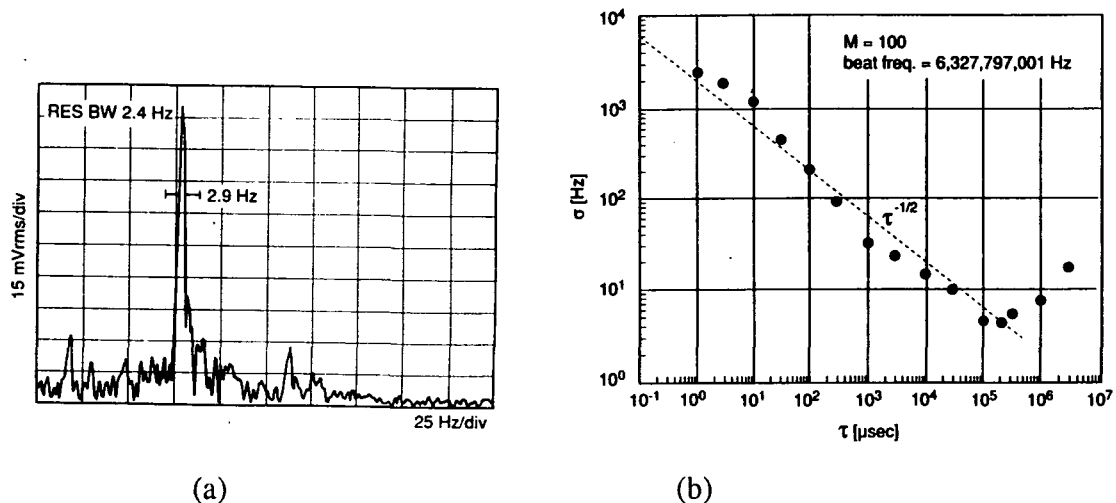 RES BW 2.4 Hz
2.9 Hz
15 mVrms/div
25 Hz/div
(a)
M = 100
beat freq. = 6,327,797,001 Hz
τ^-1/2
σ [Hz]
10^4
10^3
10^2
10^1
10^0
10^-1 10^0 10^1 10^2 10^3 10^4 10^5 10^6 10^7
τ [μsec]
(b)